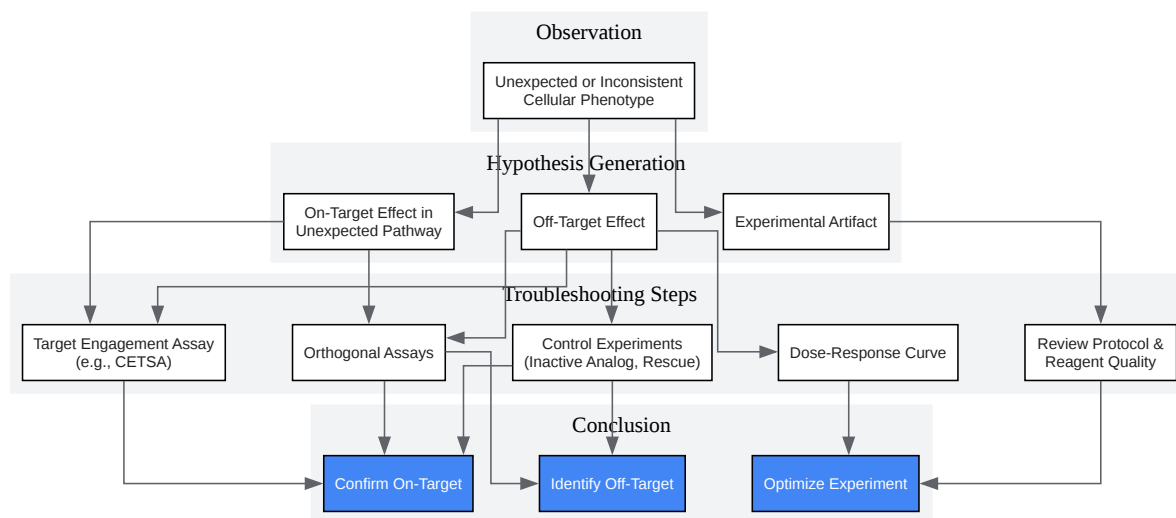 Observation
Unexpected or Inconsistent
Cellular Phenotype
Hypothesis Generation
On-Target Effect in
Unexpected Pathway
Off-Target Effect
Experimental Artifact
Troubleshooting Steps
Target Engagement Assay
(e.g., CETSA)
Orthogonal Assays
Control Experiments
(Inactive Analog, Rescue)
Dose-Response Curve
Review Protocol &
Reagent Quality
Conclusion
Confirm On-Target
Identify Off-Target
Optimize Experiment